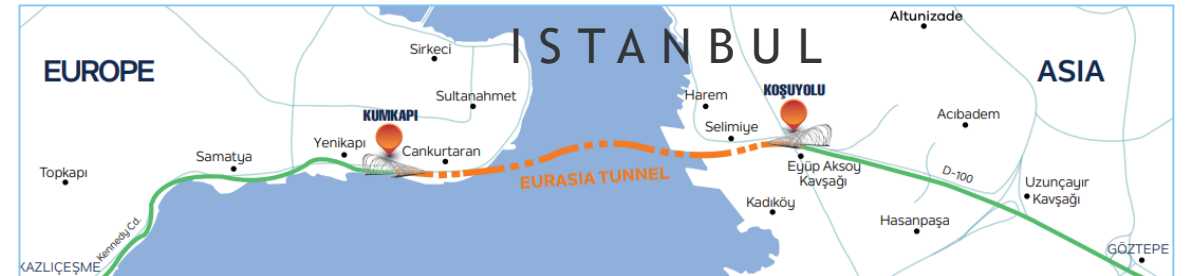 ISTANBUL
EUROPE
ASIA
Altunizade
Sirkeci
Sultanahmet
KUMKAPI
Yenikapı
Cankurtaran
Samatya
Topkapı
Kennedy Cd.
KAZLIÇEŞME
EURASIA TUNNEL
Harem
Selimiye
KOŞUYOLU
Acıbadem
Eyüp Aksoy
Kavşağı
D-100
Uzunçayır
Kavşağı
Kadıköy
Hasanpaşa
GÖZTEPE